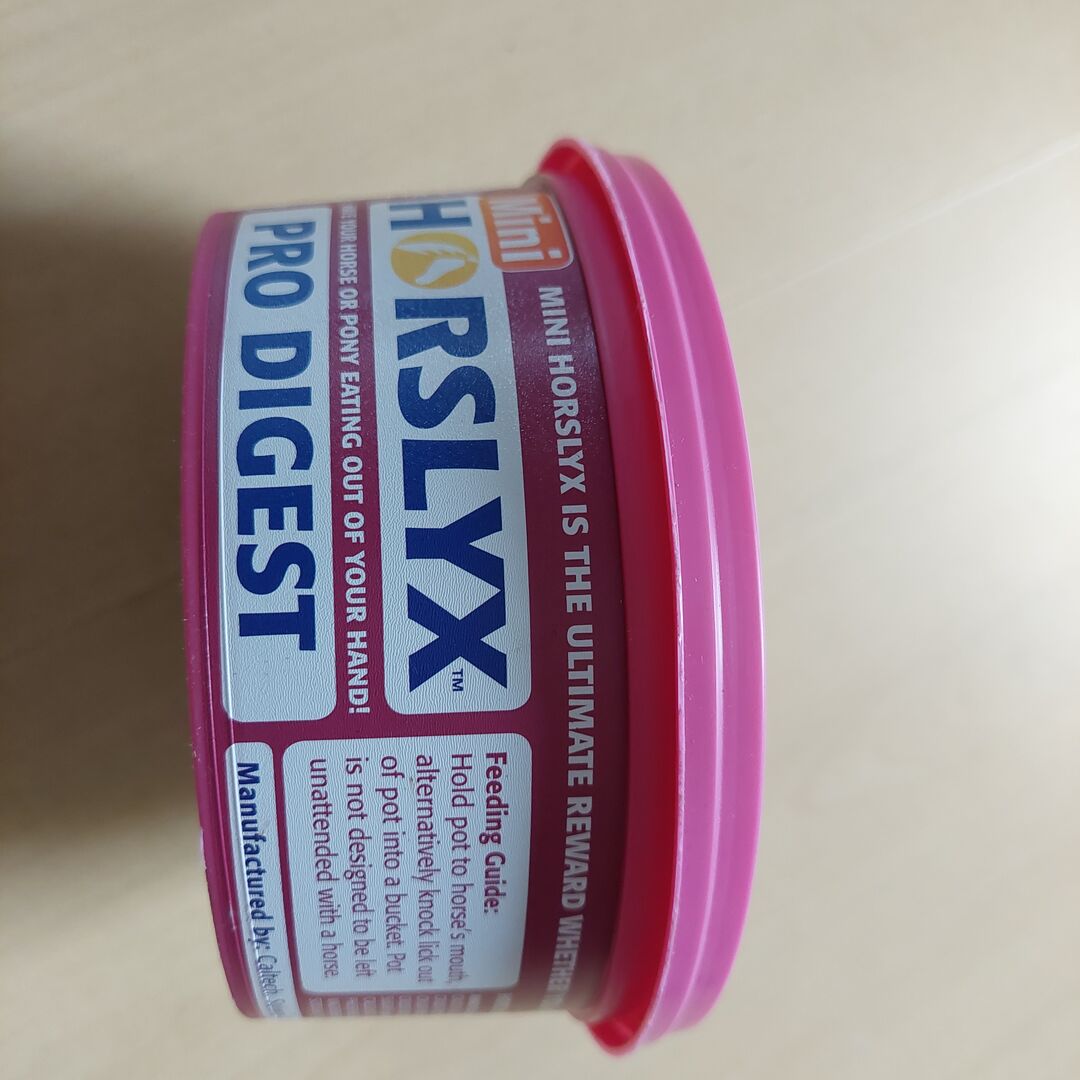 MINI HORSLYX IS THE ULTIMATE REWARD WHETHER
Mini
HORSLYX™
YOUR HORSE OR PONY EATING OUT OF YOUR HAND!
PRO DIGEST
Feeding Guide:
Hold pot to horse's mouth,
alternatively knock lick out
of pot into a bucket. Pot
is not designed to be left
unattended with a horse.
Manufactured by: Caltech,